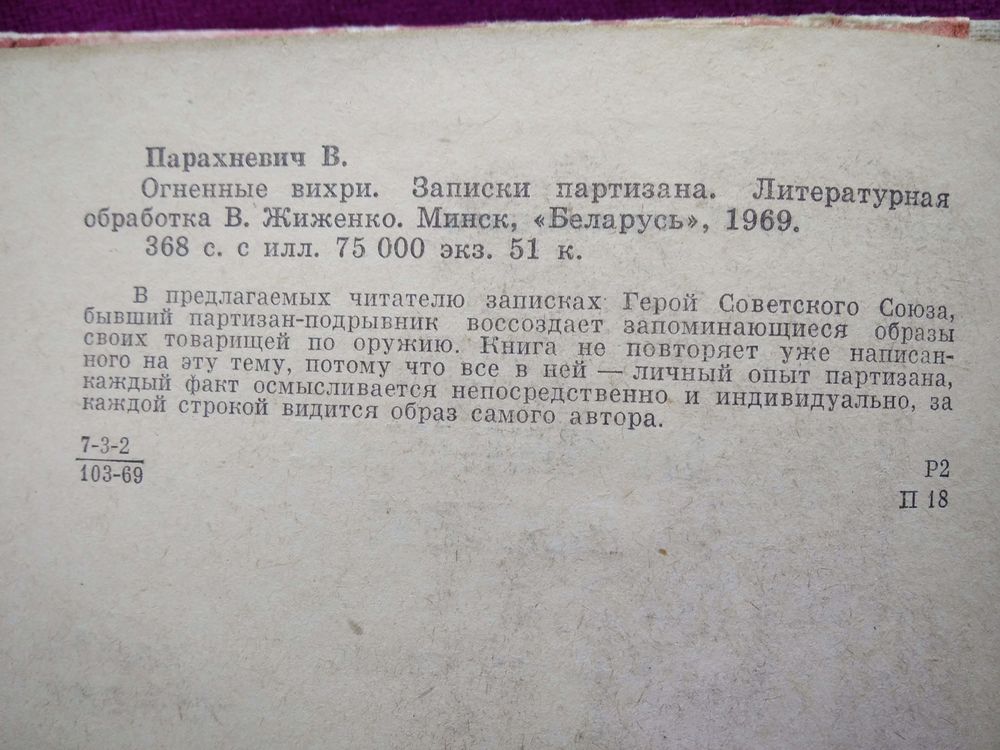 Парахневич В.
Огненные вихри. Записки партизана. Литературная
обработка В. Жиженко. Минск, «Беларусь», 1969.
368 с. с илл. 75 000 экз. 51 к.
В предлагаемых читателю записках Герой Советского Союза,
бывший партизан-подрывник воссоздает запоминающиеся образы
своих товарищей по оружию. Книга не повторяет уже написан-
ного на эту тему, потому что все в ней — личный опыт партизана,
каждый факт осмысливается непосредственно и индивидуально, за
каждой строкой видится образ самого автора.
7-3-2
103-69
Р2
П 18